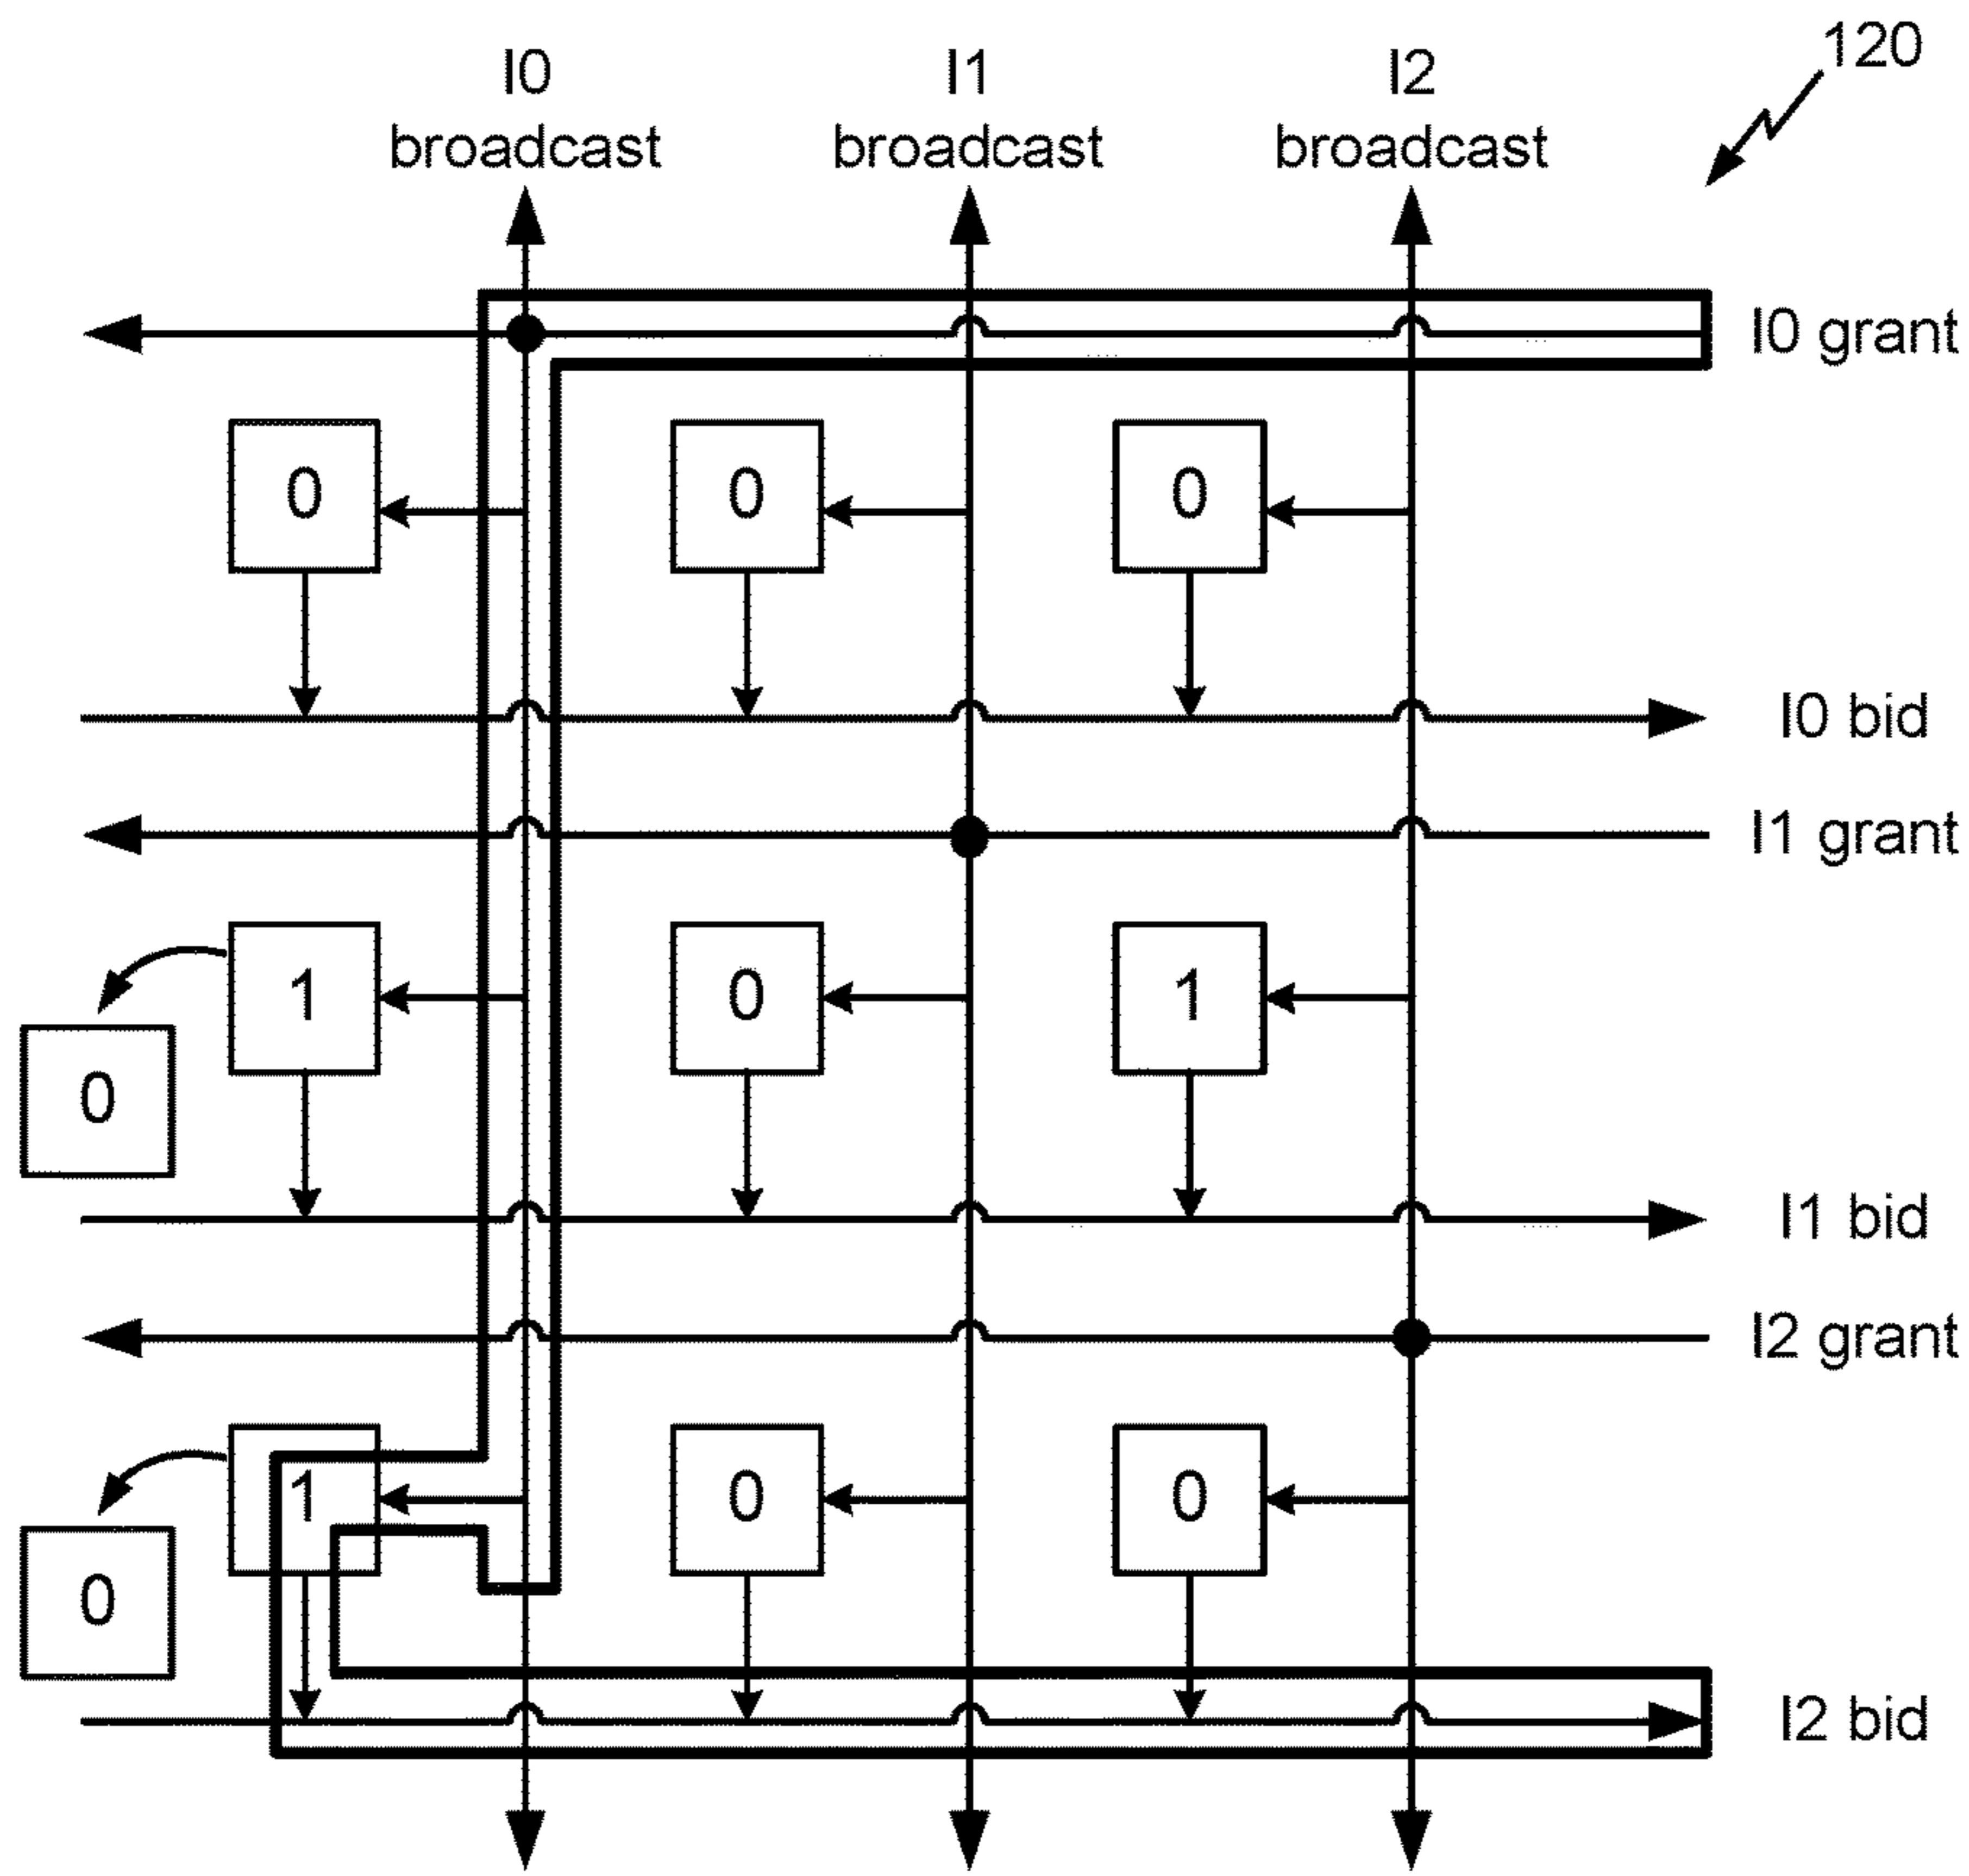 120
I0 I1 I2
broadcast broadcast broadcast
I0 grant
0 0 0
I0 bid
I1 grant
1 0 1
0
I1 bid
I2 grant
1 0 0
0
I2 bid